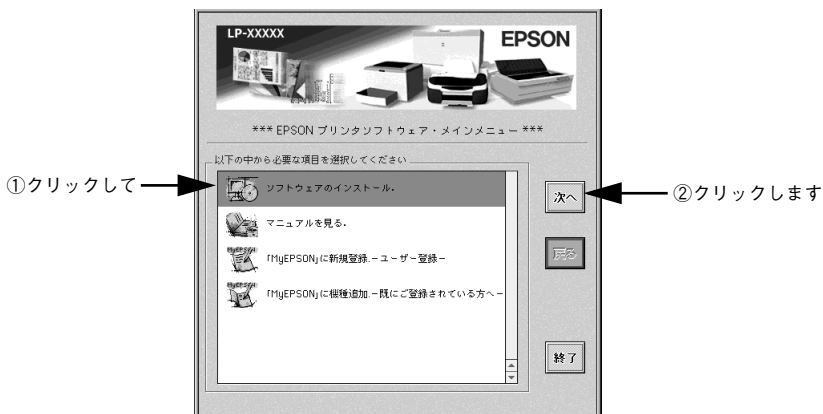 LP-XXXXX
EPSON
*** EPSON プリンタソフトウェア・メインメニュー ***
以下の中から必要な項目を選択してください
①クリックして
ソフトウェアのインストール.
次へ
②クリックします
マニュアルを見る.
戻る
MyEPSON
「MyEPSON」に新規登録.－ユーザー登録－
MyEPSON
「MyEPSON」に機種追加.－既にご登録されている方へ－
終了